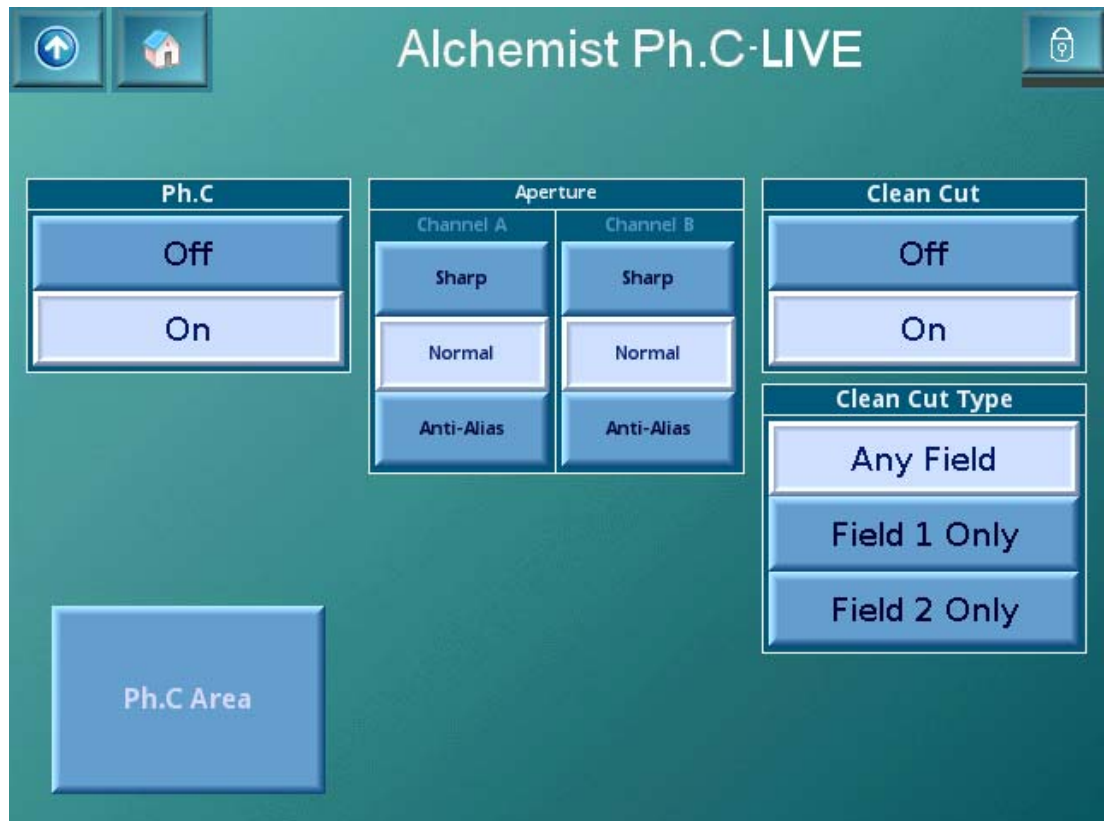 Alchemist Ph.C-LIVE
Ph.C
Off
On
Aperture
Channel A
Channel B
Sharp
Sharp
Normal
Normal
Anti-Alias
Anti-Alias
Clean Cut
Off
On
Clean Cut Type
Any Field
Field 1 Only
Field 2 Only
Ph.C Area